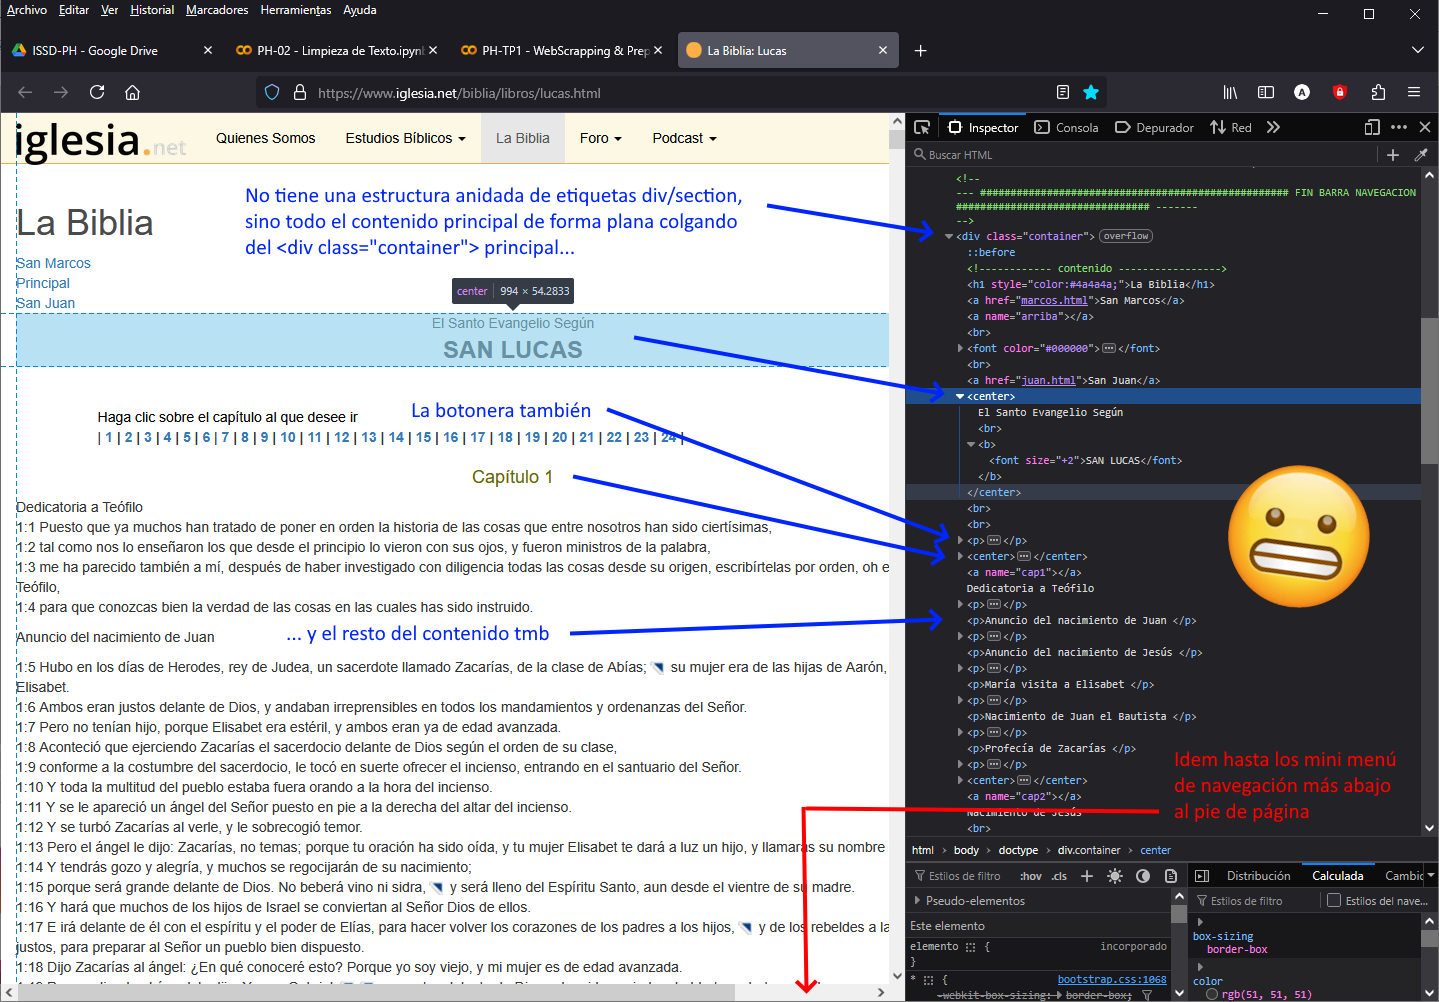 Archivo Editar Ver Historial Marcadores Herramientas Ayuda
ISSD-PH - Google Drive
PH-02 - Limpieza de Texto.ipynb
PH-TP1 - WebScrapping & Prep
La Biblia: Lucas
https://www.iglesia.net/biblia/libros/lucas.html
iglesia.net
Quienes Somos Estudios Bíblicos La Biblia Foro Podcast
No tiene una estructura anidada de etiquetas div/section,
sino todo el contenido principal de forma plana colgando
del <div class="container"> principal...
La Biblia
San Marcos
Principal
San Juan
center 994 × 54.2833
El Santo Evangelio Según
SAN LUCAS
Haga clic sobre el capítulo al que desee ir
La botonera también
| 1 | 2 | 3 | 4 | 5 | 6 | 7 | 8 | 9 | 10 | 11 | 12 | 13 | 14 | 15 | 16 | 17 | 18 | 19 | 20 | 21 | 22 | 23 | 24 |
Capítulo 1
Dedicatoria a Teófilo
1:1 Puesto que ya muchos han tratado de poner en orden la historia de las cosas que entre nosotros han sido ciertísimas,
1:2 tal como nos lo enseñaron los que desde el principio lo vieron con sus ojos, y fueron ministros de la palabra,
1:3 me ha parecido también a mí, después de haber investigado con diligencia todas las cosas desde su origen, escribírtelas por orden, oh e
Teófilo,
1:4 para que conozcas bien la verdad de las cosas en las cuales has sido instruido.
Anuncio del nacimiento de Juan
... y el resto del contenido tmb
1:5 Hubo en los días de Herodes, rey de Judea, un sacerdote llamado Zacarías, de la clase de Abías; su mujer era de las hijas de Aarón,
Elisabet.
1:6 Ambos eran justos delante de Dios, y andaban irreprensibles en todos los mandamientos y ordenanzas del Señor.
1:7 Pero no tenían hijo, porque Elisabet era estéril, y ambos eran ya de edad avanzada.
1:8 Aconteció que ejerciendo Zacarías el sacerdocio delante de Dios según el orden de su clase,
1:9 conforme a la costumbre del sacerdocio, le tocó en suerte ofrecer el incienso, entrando en el santuario del Señor.
1:10 Y toda la multitud del pueblo estaba fuera orando a la hora del incienso.
1:11 Y se le apareció un ángel del Señor puesto en pie a la derecha del altar del incienso.
1:12 Y se turbó Zacarías al verle, y le sobrecogió temor.
1:13 Pero el ángel le dijo: Zacarías, no temas; porque tu oración ha sido oída, y tu mujer Elisabet te dará a luz un hijo, y llamarás su nombre
1:14 Y tendrás gozo y alegría, y muchos se regocijarán de su nacimiento;
1:15 porque será grande delante de Dios. No beberá vino ni sidra, y será lleno del Espíritu Santo, aun desde el vientre de su madre.
1:16 Y hará que muchos de los hijos de Israel se conviertan al Señor Dios de ellos.
1:17 E irá delante de él con el espíritu y el poder de Elías, para hacer volver los corazones de los padres a los hijos, y de los rebeldes a la
justos, para preparar al Señor un pueblo bien dispuesto.
1:18 Dijo Zacarías al ángel: ¿En qué conoceré esto? Porque yo soy viejo, y mi mujer es de edad avanzada.
Inspector Consola Depurador Red
Buscar HTML
<!--
--- ################################################### FIN BARRA NAVEGACION
################################ -------
-->
<div class="container"> overflow
::before
<!------------ contenido ----------------->
<h1 style="color:#4a4a4a;">La Biblia</h1>
<a href="marcos.html">San Marcos</a>
<a name="arriba"></a>
<br>
<font color="#000000"> ••• </font>
<br>
<a href="juan.html">San Juan</a>
<center>
El Santo Evangelio Según
<br>
<b>
<font size="+2">SAN LUCAS</font>
</b>
</center>
<br>
<br>
<p> ••• </p>
<center> ••• </center>
<a name="cap1"></a>
Dedicatoria a Teófilo
<p> ••• </p>
<p>Anuncio del nacimiento de Juan </p>
<p> ••• </p>
<p>Anuncio del nacimiento de Jesús </p>
<p> ••• </p>
<p>María visita a Elisabet </p>
<p> ••• </p>
<p>Nacimiento de Juan el Bautista </p>
<p> ••• </p>
<p>Profecía de Zacarías </p>
<p> ••• </p>
<center> ••• </center>
<a name="cap2"></a>
Nacimiento de Jesús
<br>
Idem hasta los mini menú
de navegación más abajo
al pie de página
html body doctype div.container center
Estilos de filtro :hov .cls
Pseudo-elementos
Este elemento
elemento { incorporado
}
* { bootstrap.css:1068
-webkit-box-sizing: border-box;
Distribución Calculada Cambio
Estilos de filtro Estilos del nave...
box-sizing
border-box
color
rgb(51, 51, 51)